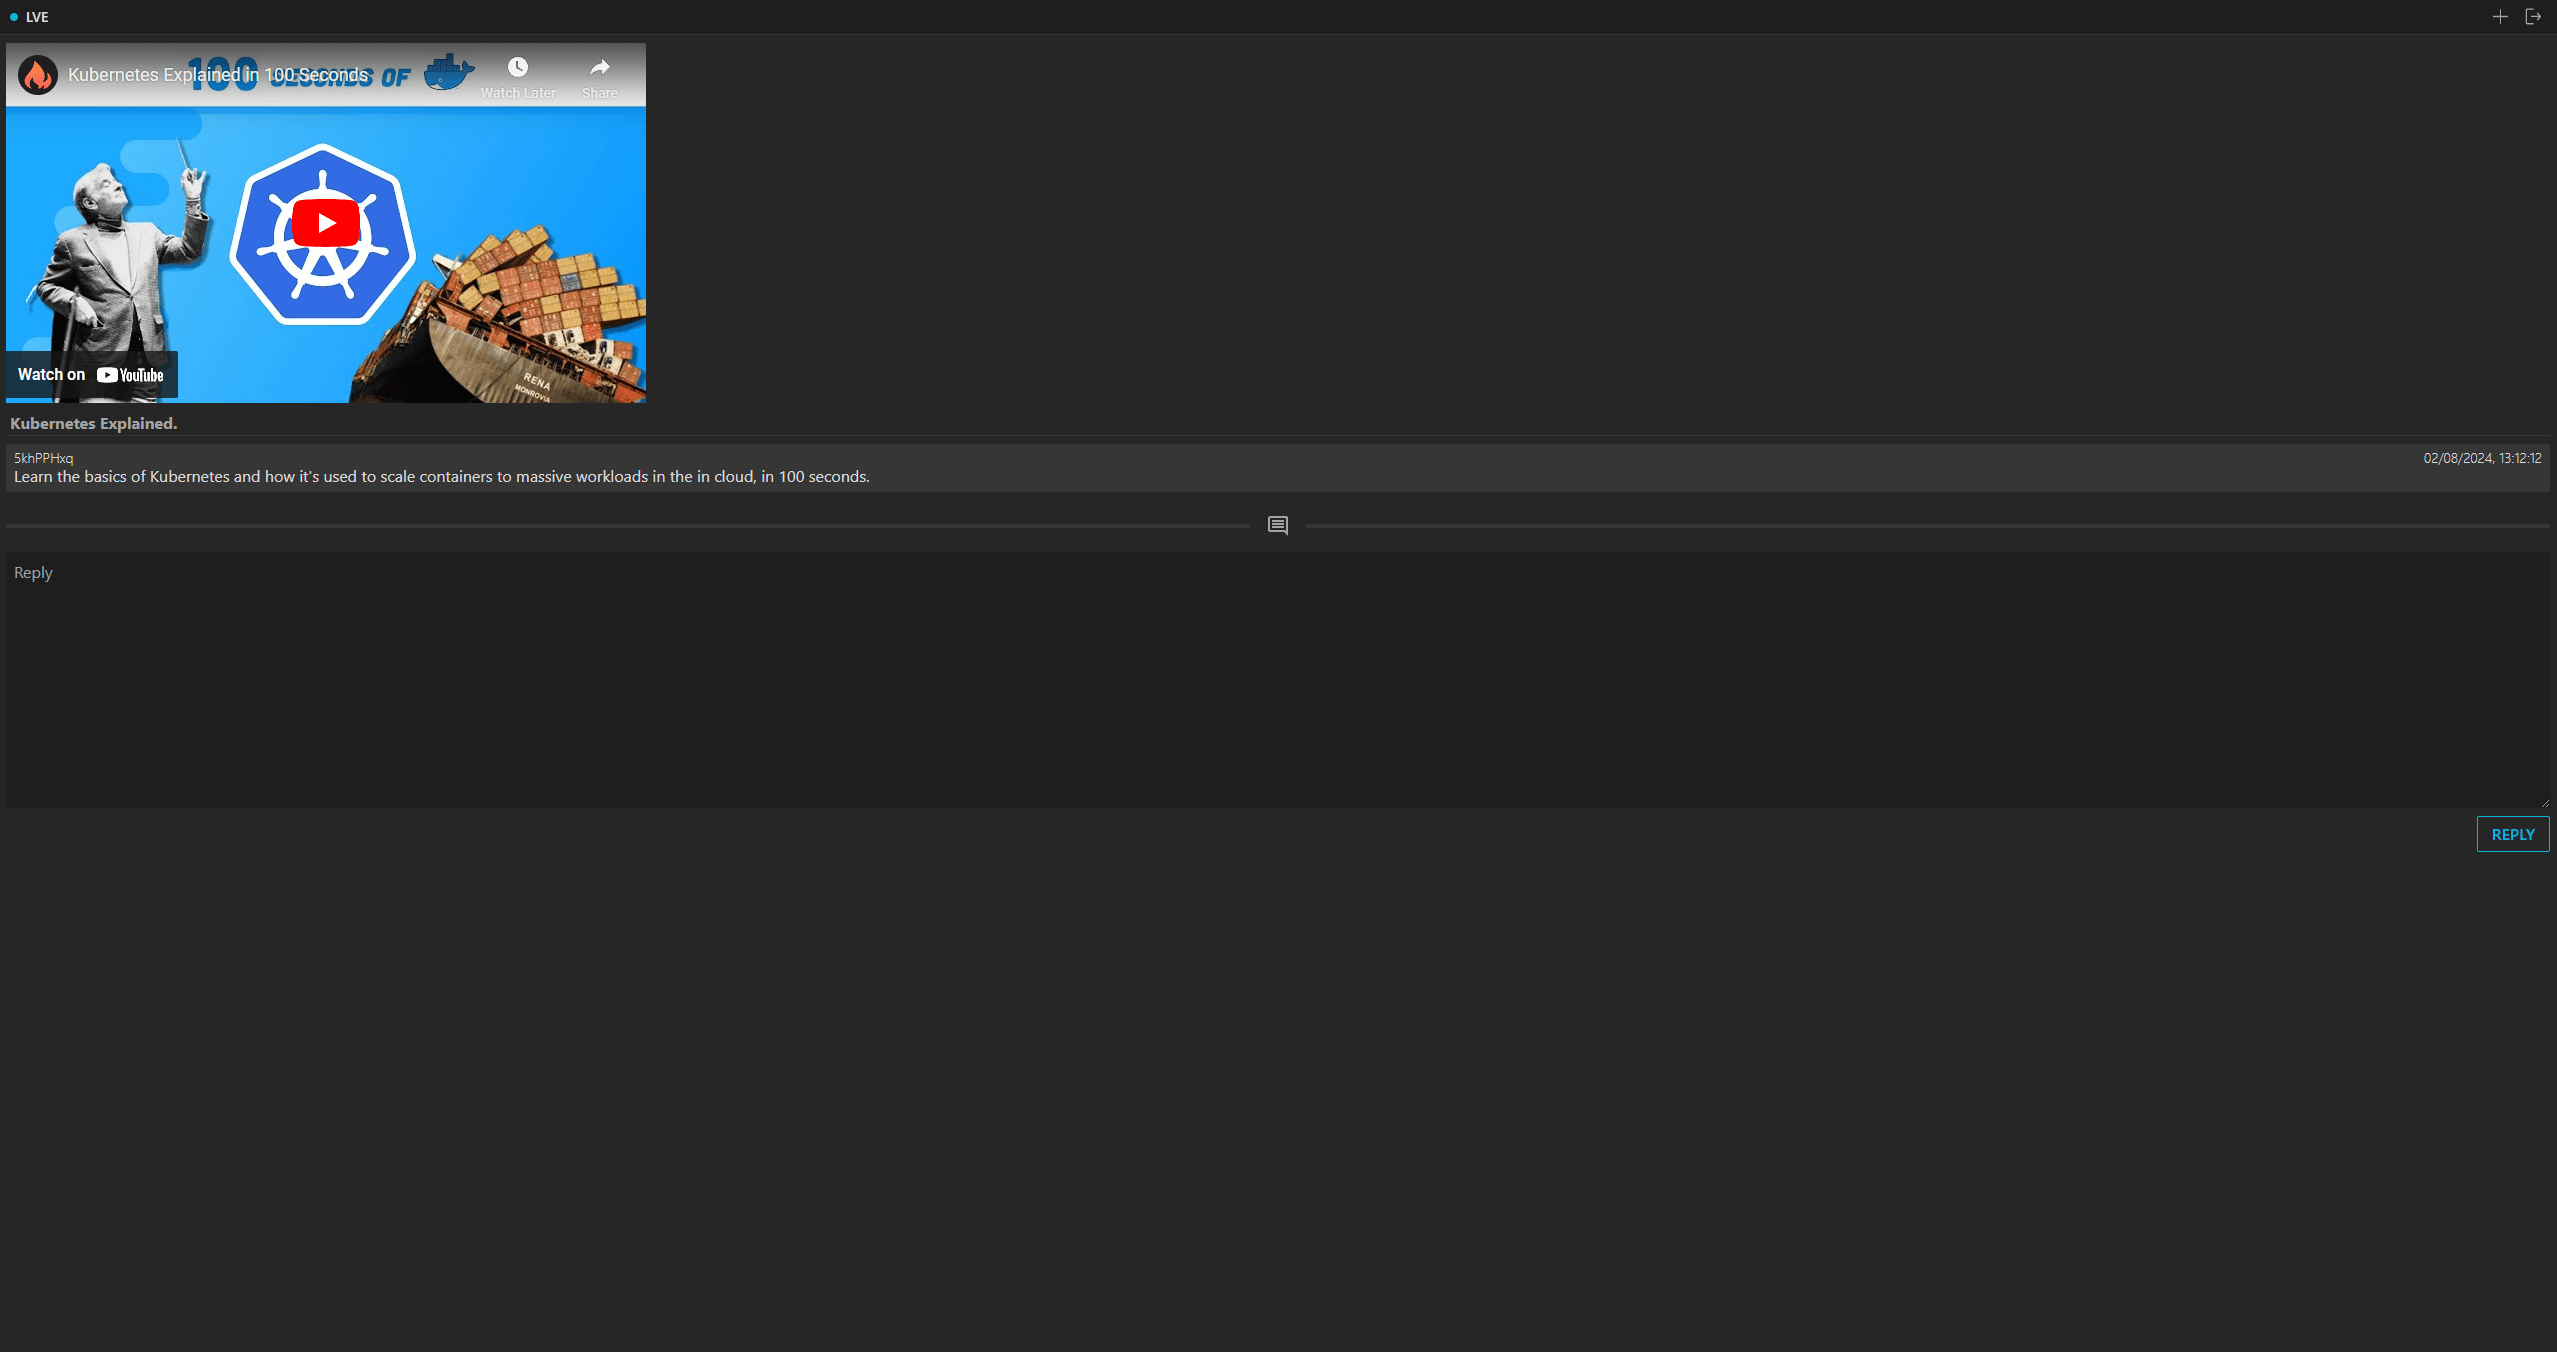 LVE
100 SECONDS OF
Kubernetes Explained in 100 Seconds
Watch Later
Share
RENA
MONROVIA
Watch on YouTube
Kubernetes Explained.
5khPPHxq
02/08/2024, 13:12:12
Learn the basics of Kubernetes and how it's used to scale containers to massive workloads in the in cloud, in 100 seconds.
Reply
REPLY